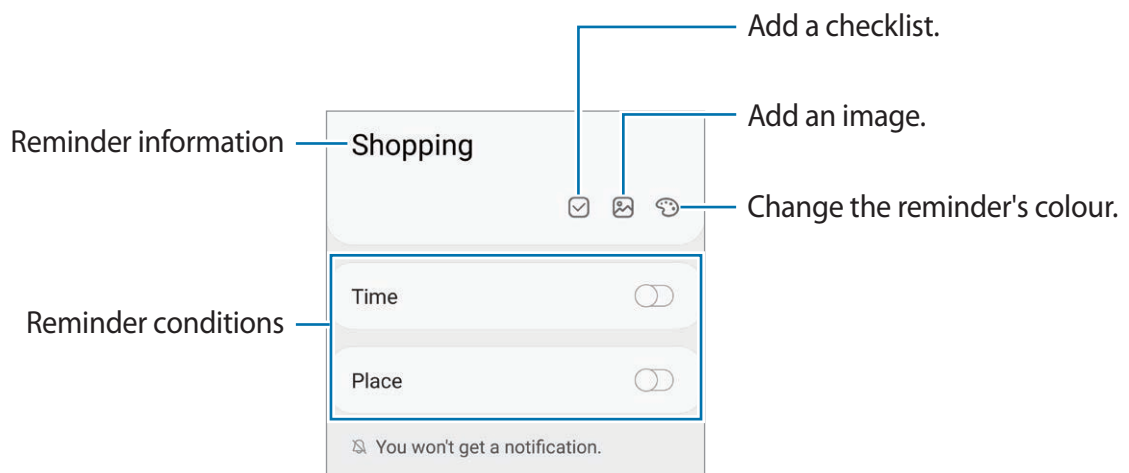 Add a checklist.
Add an image.
Reminder information
Shopping
Change the reminder's colour.
Time
Reminder conditions
Place
You won't get a notification.